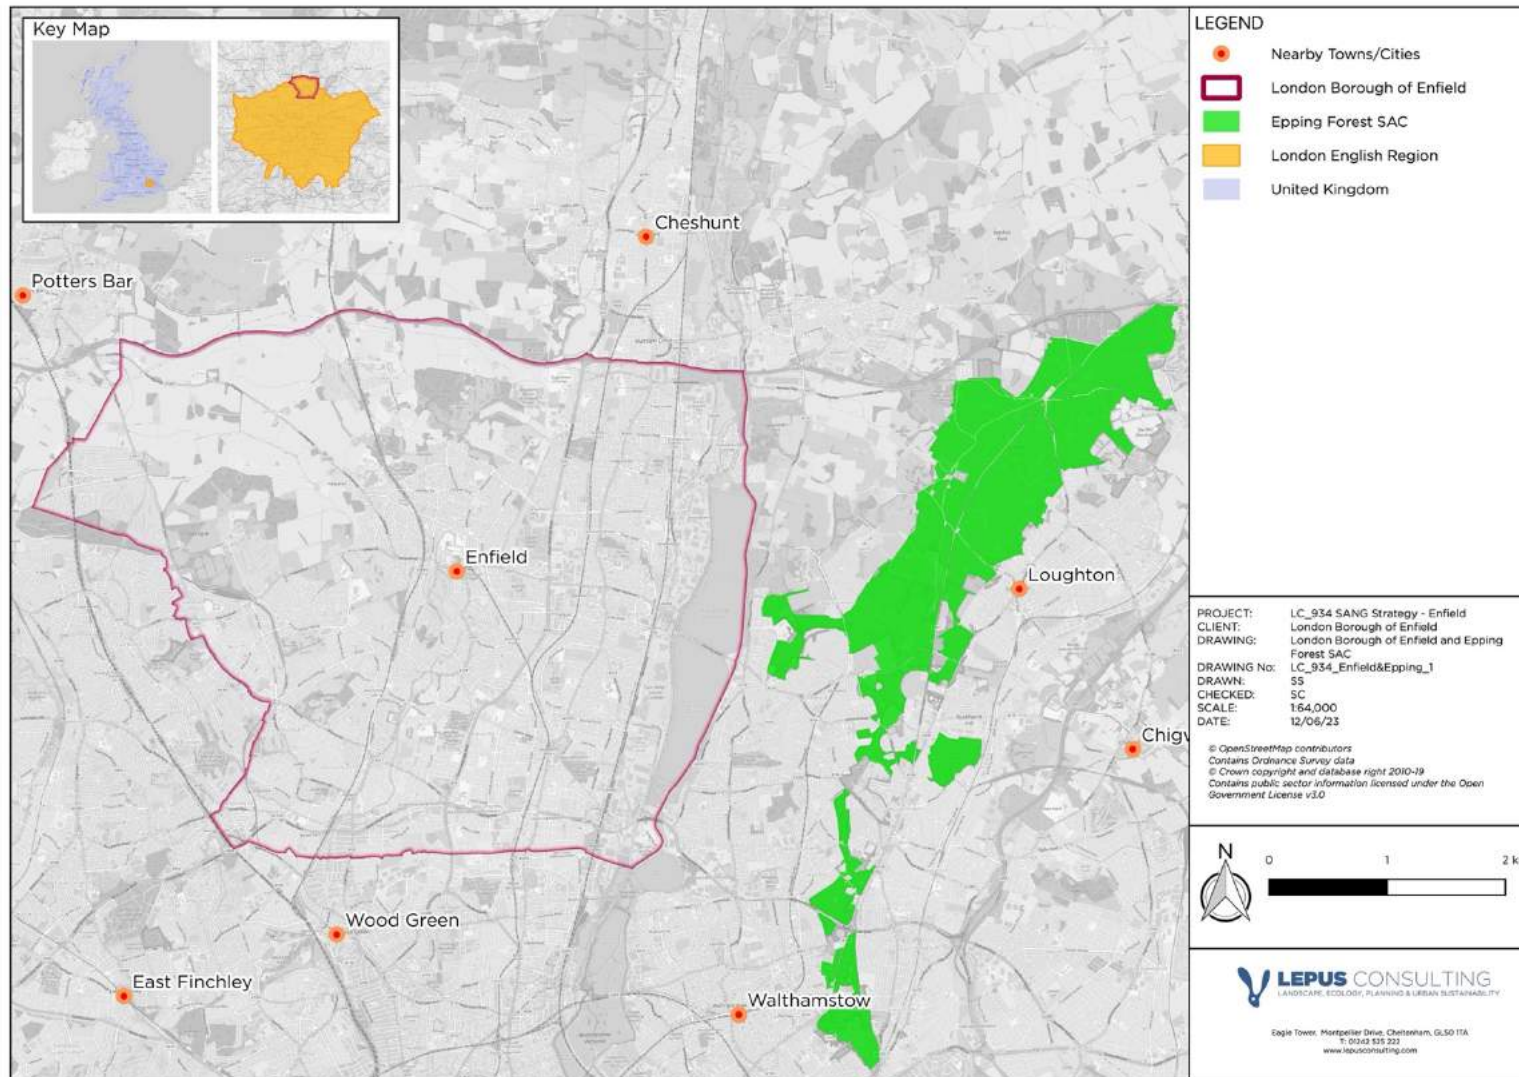 Key Map
Cheshunt
Potters Bar
Enfield
Loughton
Chigw
Wood Green
East Finchley
Walthamstow
LEGEND
Nearby Towns/Cities
London Borough of Enfield
Epping Forest SAC
London English Region
United Kingdom
PROJECT: LC_934 SANG Strategy - Enfield
CLIENT: London Borough of Enfield
DRAWING: London Borough of Enfield and Epping
Forest SAC
DRAWING No: LC_934_Enfield&Epping_1
DRAWN: SS
CHECKED: SC
SCALE: 1:64,000
DATE: 12/06/23
© OpenStreetMap contributors
Contains Ordnance Survey data
© Crown copyright and database right 2010-19
Contains public sector information licensed under the Open
Government License v3.0
N
0 1 2 k
LEPUS CONSULTING
LANDSCAPE, ECOLOGY, PLANNING & URBAN SUSTAINABILITY
Eagle Tower, Montpellier Drive, Cheltenham, GL50 1TA
T: 01242 525 222
www.lepusconsulting.com